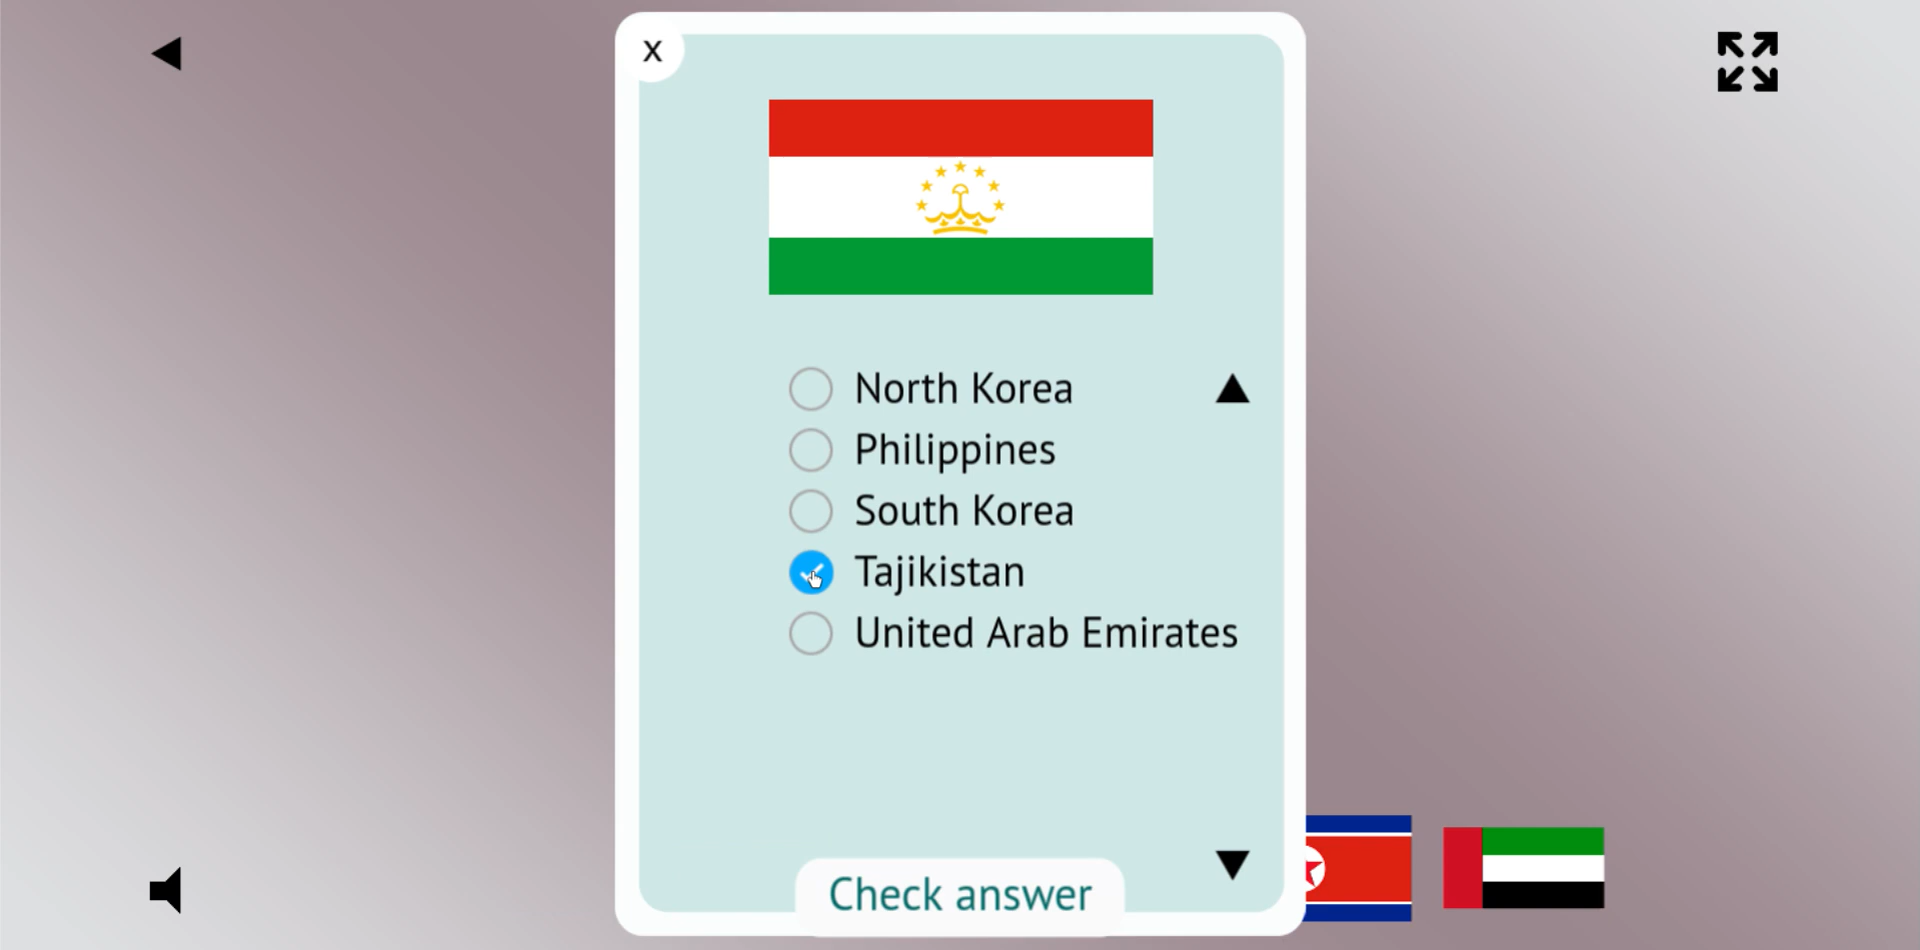 x
North Korea
Philippines
South Korea
Tajikistan
United Arab Emirates
Check answer